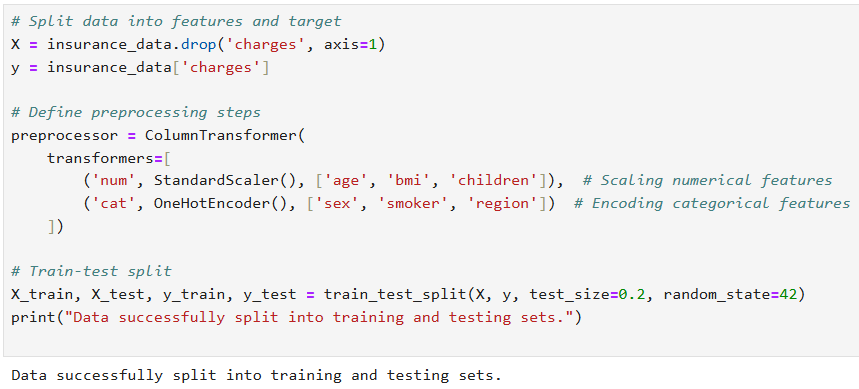 # Split data into features and target
X = insurance_data.drop('charges', axis=1)
y = insurance_data['charges']
# Define preprocessing steps
preprocessor = ColumnTransformer(
    transformers=[
        ('num', StandardScaler(), ['age', 'bmi', 'children']),  # Scaling numerical features
        ('cat', OneHotEncoder(), ['sex', 'smoker', 'region'])  # Encoding categorical features
    ])
# Train-test split
X_train, X_test, y_train, y_test = train_test_split(X, y, test_size=0.2, random_state=42)
print("Data successfully split into training and testing sets.")
Data successfully split into training and testing sets.